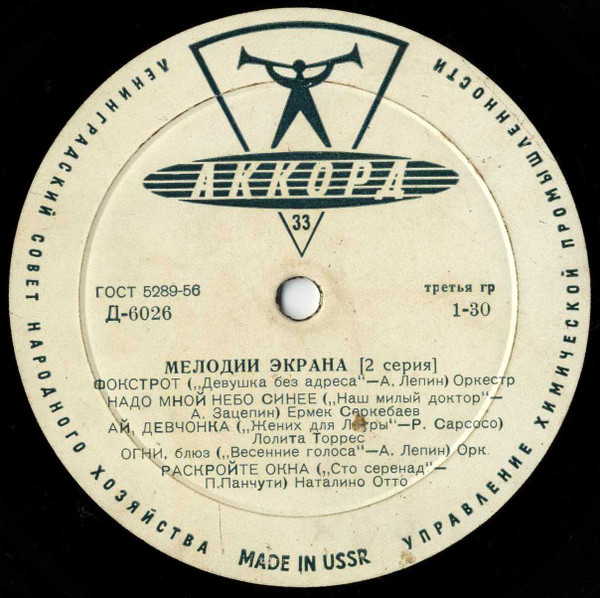 ЛЕНИНГРАДСКИЙ СОВЕТ НАРОДНОГО ХОЗЯЙСТВА
УПРАВЛЕНИЕ ХИМИЧЕСКОЙ ПРОМЫШЛЕННОСТИ
АККОРД
33
ГОСТ 5289-56
третья гр
Д-6026
1-30
МЕЛОДИИ ЭКРАНА [2 серия]
ФОКСТРОТ („Девушка без адреса“—А. Лепин) Оркестр
НАДО МНОЙ НЕБО СИНЕЕ („Наш милый доктор“—
А. Зацепин) Ермек Серкебаев
АЙ, ДЕВЧОНКА („Жених для Лауры“—Р. Сарсосо)
Лолита Торрес
ОГНИ, блюз („Весенние голоса“—А. Лепин) Орк.
РАСКРОЙТЕ ОКНА („Сто серенад“—
П.Панчути) Наталино Отто
MADE IN USSR